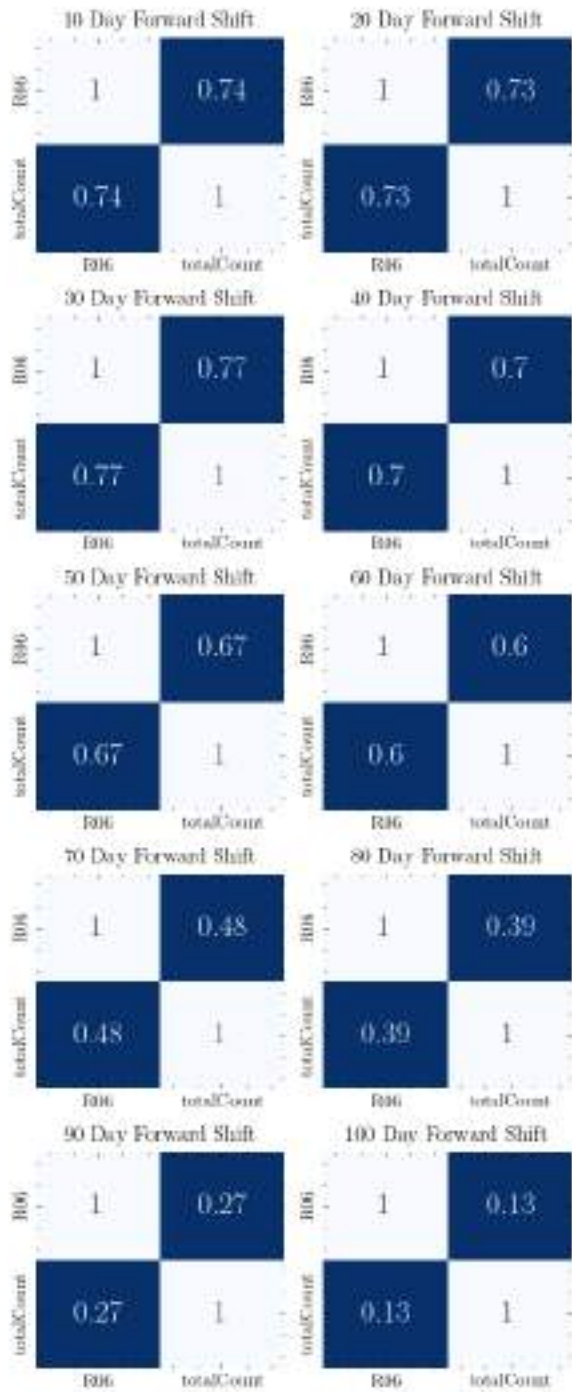 10 Day Forward Shift 20 Day Forward Shift
R06 1 0.74 R06 1 0.73
totalCount 0.74 1 totalCount 0.73 1
R06 totalCount R06 totalCount
30 Day Forward Shift 40 Day Forward Shift
R06 1 0.77 R06 1 0.7
totalCount 0.77 1 totalCount 0.7 1
R06 totalCount R06 totalCount
50 Day Forward Shift 60 Day Forward Shift
R06 1 0.67 R06 1 0.6
totalCount 0.67 1 totalCount 0.6 1
R06 totalCount R06 totalCount
70 Day Forward Shift 80 Day Forward Shift
R06 1 0.48 R06 1 0.39
totalCount 0.48 1 totalCount 0.39 1
R06 totalCount R06 totalCount
90 Day Forward Shift 100 Day Forward Shift
R06 1 0.27 R06 1 0.13
totalCount 0.27 1 totalCount 0.13 1
R06 totalCount R06 totalCount